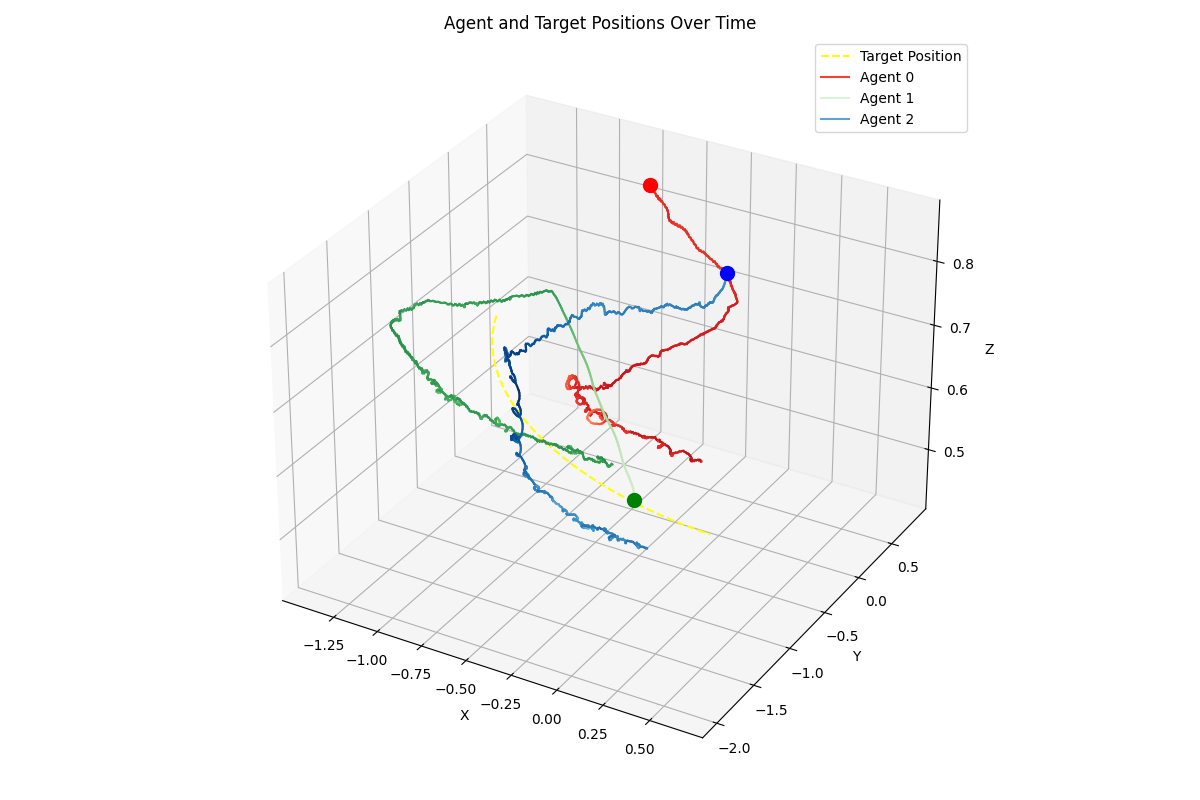 Agent and Target Positions Over Time
Target Position
Agent 0
Agent 1
Agent 2
0.8
0.7
Z
0.6
0.5
0.5
0.0
−0.5
Y
−1.0
−1.5
−2.0
−1.25
−1.00
−0.75
−0.50
−0.25
X
0.00
0.25
0.50